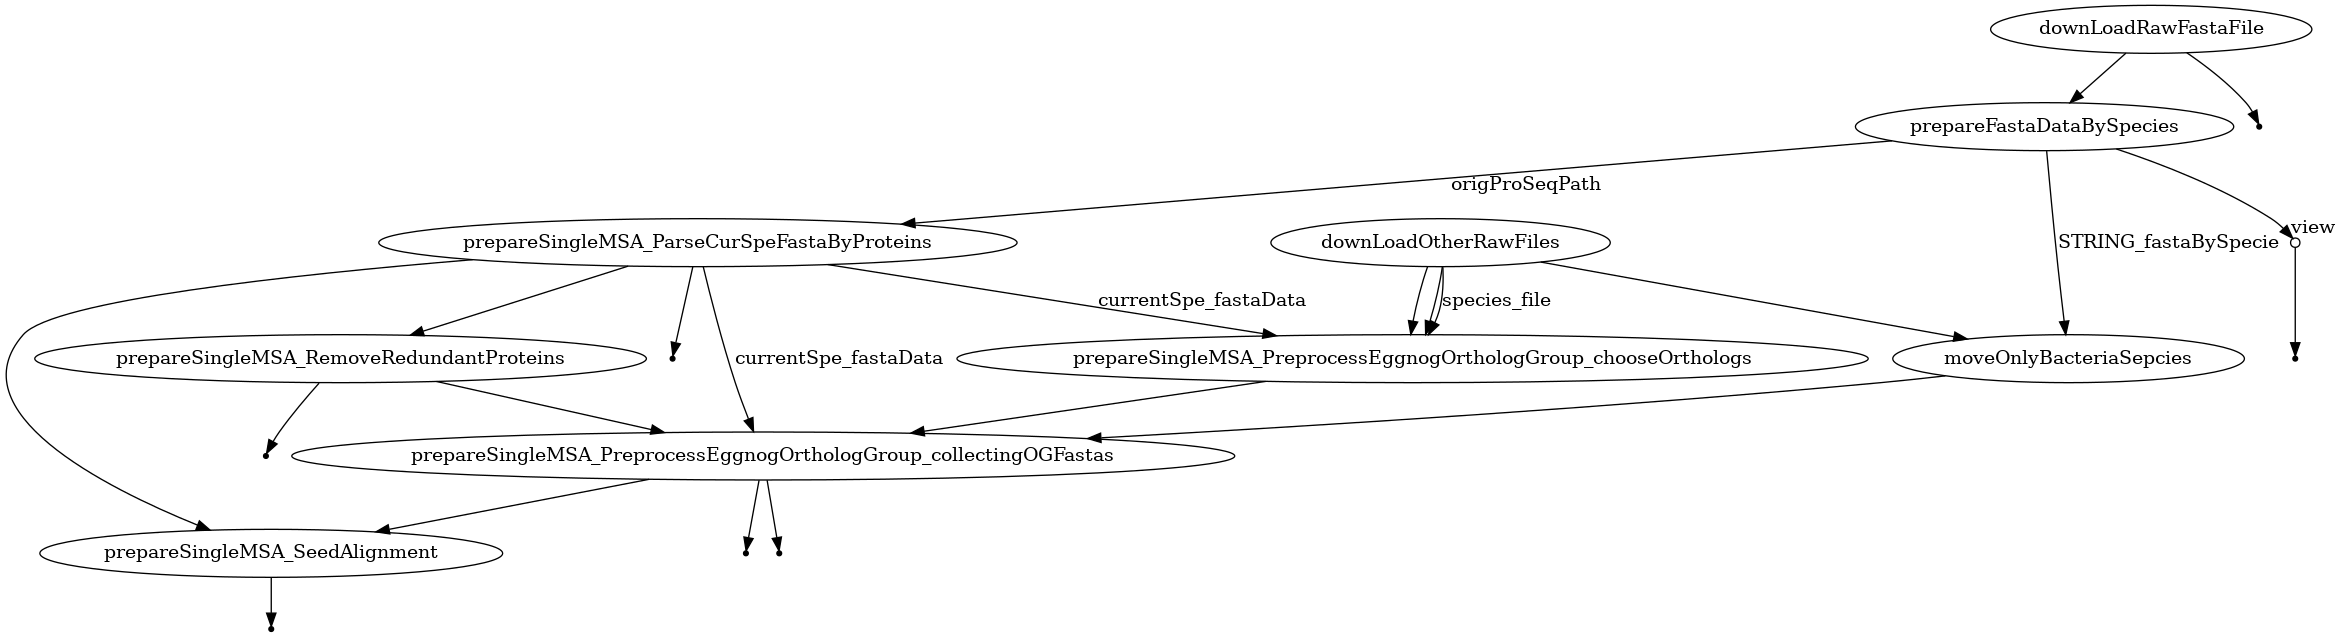 downLoadRawFastaFile
prepareFastaDataBySpecies
origProSeqPath
view
prepareSingleMSA_ParseCurSpeFastaByProteins
downLoadOtherRawFiles
STRING_fastaBySpecie
currentSpe_fastaData
species_file
prepareSingleMSA_RemoveRedundantProteins
currentSpe_fastaData
prepareSingleMSA_PreprocessEggnogOrthologGroup_chooseOrthologs
moveOnlyBacteriaSepcies
prepareSingleMSA_PreprocessEggnogOrthologGroup_collectingOGFastas
prepareSingleMSA_SeedAlignment